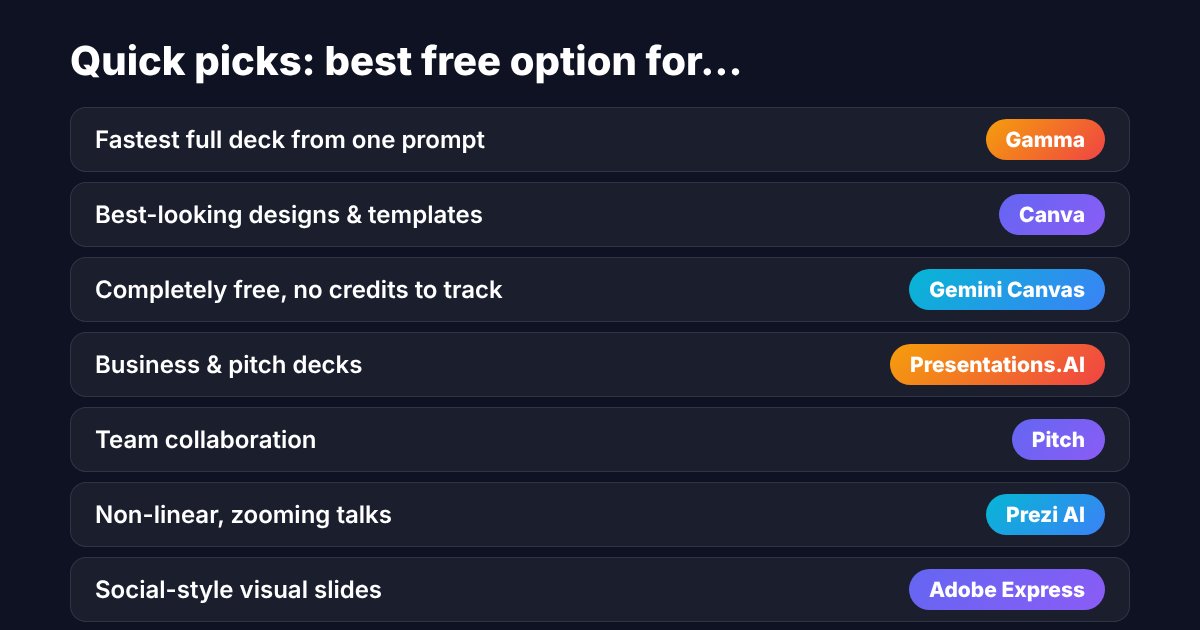 Quick picks: best free option for...
Fastest full deck from one prompt Gamma
Best-looking designs & templates Canva
Completely free, no credits to track Gemini Canvas
Business & pitch decks Presentations.AI
Team collaboration Pitch
Non-linear, zooming talks Prezi AI
Social-style visual slides Adobe Express